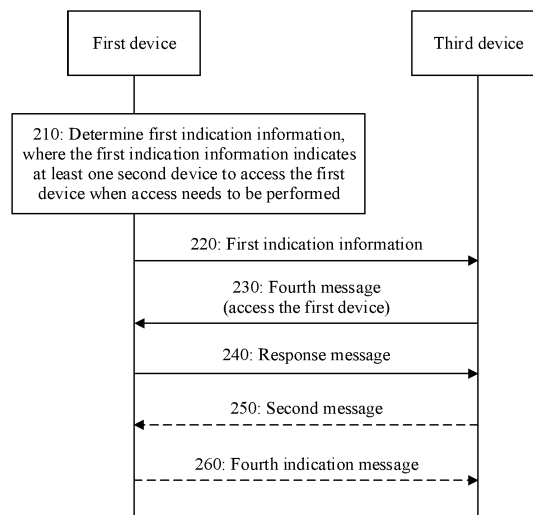 First device
Third device
210: Determine first indication information,
where the first indication information indicates
at least one second device to access the first
device when access needs to be performed
220: First indication information
230: Fourth message
(access the first device)
240: Response message
250: Second message
260: Fourth indication message